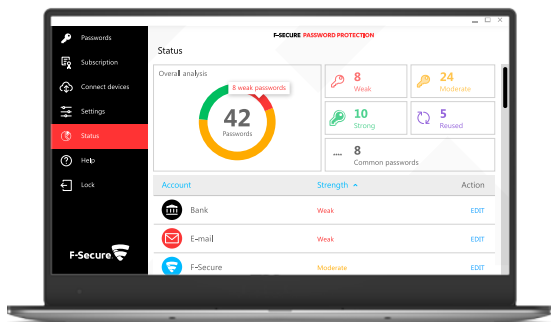 F-SECURE PASSWORD PROTECTION
Passwords
Subscription
Connect devices
Settings
Status
Help
Lock
F-Secure
Status
Overall analysis
8 weak passwords
42
Passwords
8
Weak
24
Moderate
10
Strong
5
Reused
8
Common passwords
Account Strength Action
Bank Weak EDIT
E-mail Weak EDIT
F-Secure Moderate EDIT